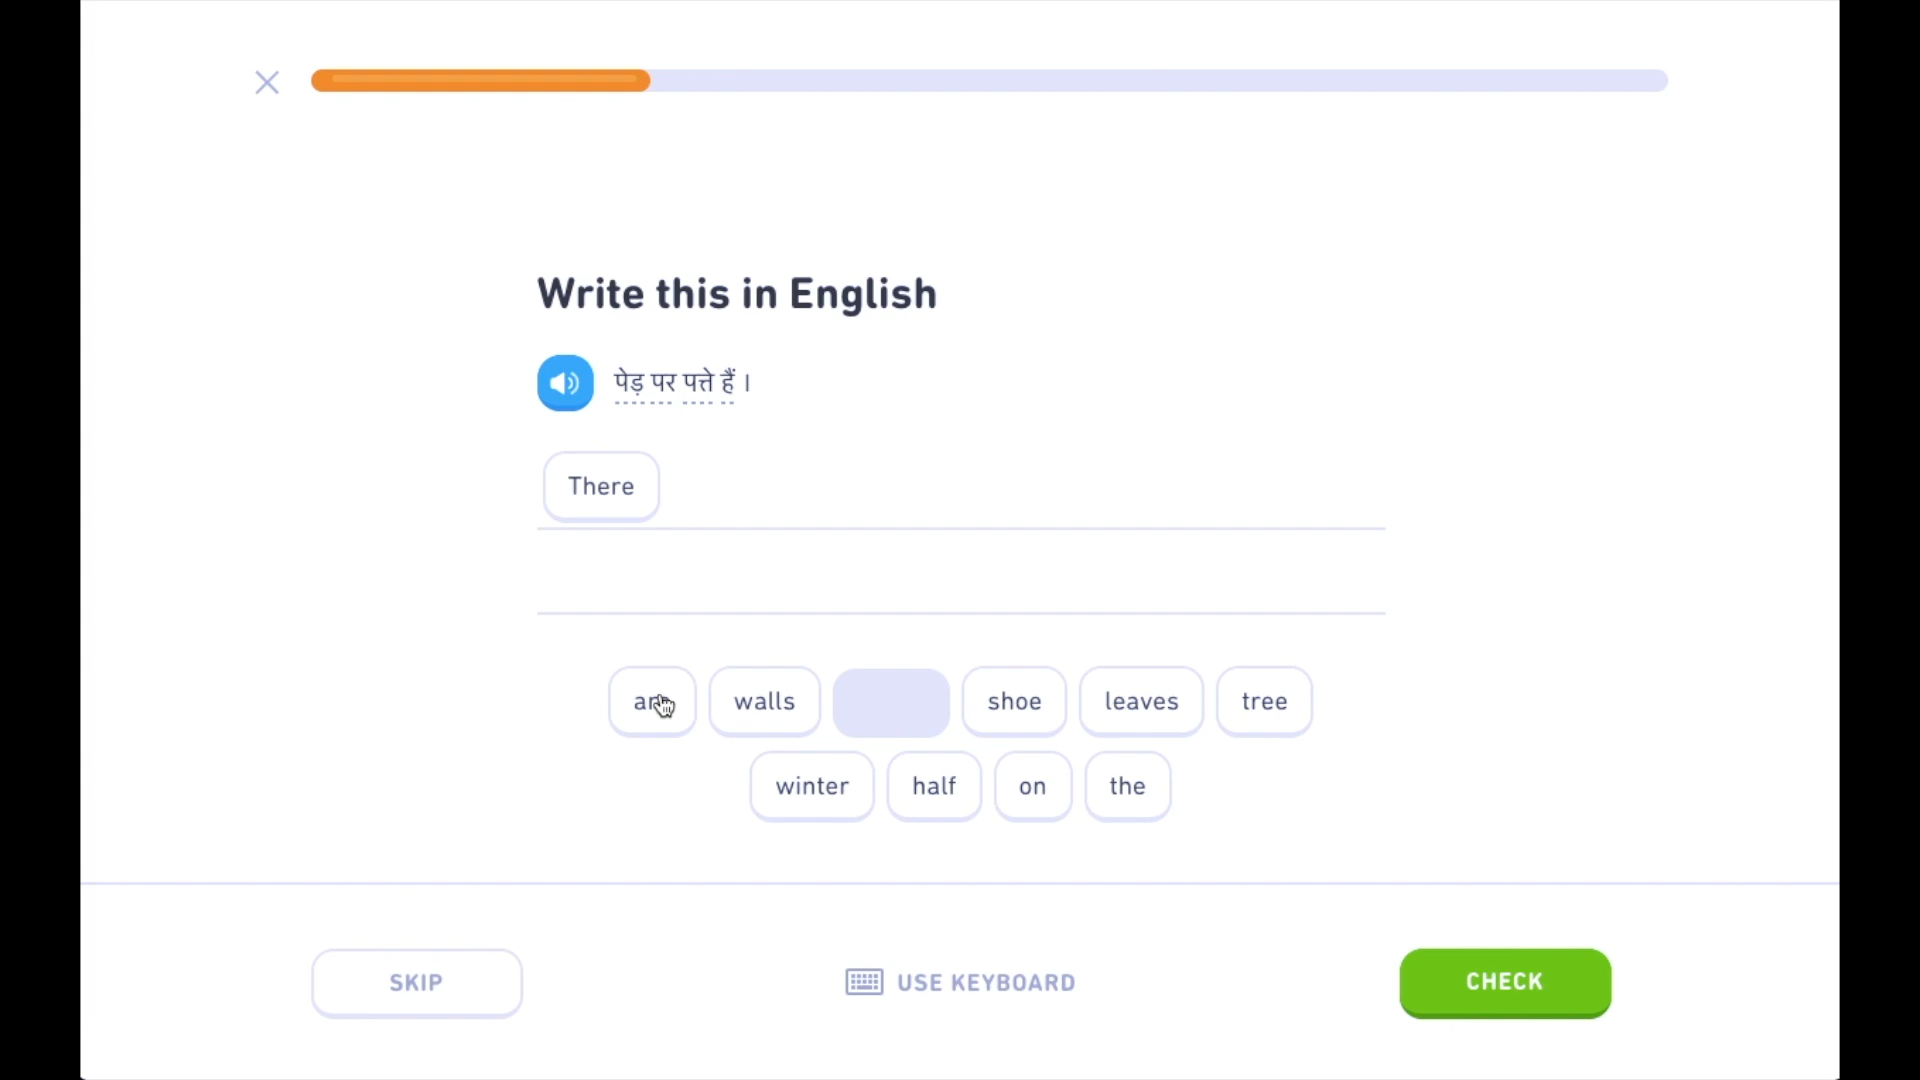 Write this in English
पेड़ पर पत्ते हैं ।
There
walls shoe leaves tree
winter half on the
SKIP USE KEYBOARD CHECK